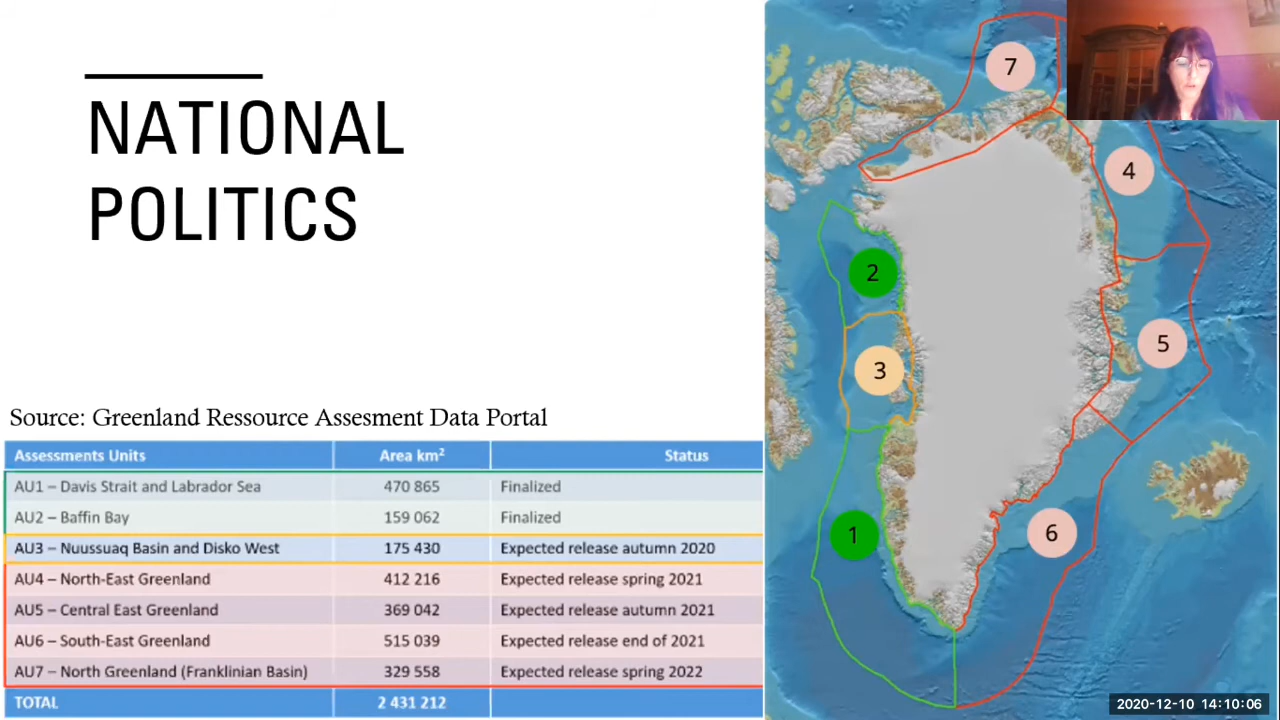 NATIONAL
POLITICS
Source: Greenland Ressource Assesment Data Portal
Assessments Units Area km² Status
AU1 – Davis Strait and Labrador Sea 470 865 Finalized
AU2 – Baffin Bay 159 062 Finalized
AU3 – Nuussuaq Basin and Disko West 175 430 Expected release autumn 2020
AU4 – North-East Greenland 412 216 Expected release spring 2021
AU5 – Central East Greenland 369 042 Expected release autumn 2021
AU6 – South-East Greenland 515 039 Expected release end of 2021
AU7 – North Greenland (Franklinian Basin) 329 558 Expected release spring 2022
TOTAL 2 431 212
7
4
2
5
3
1
6
2020-12-10 14:10:06